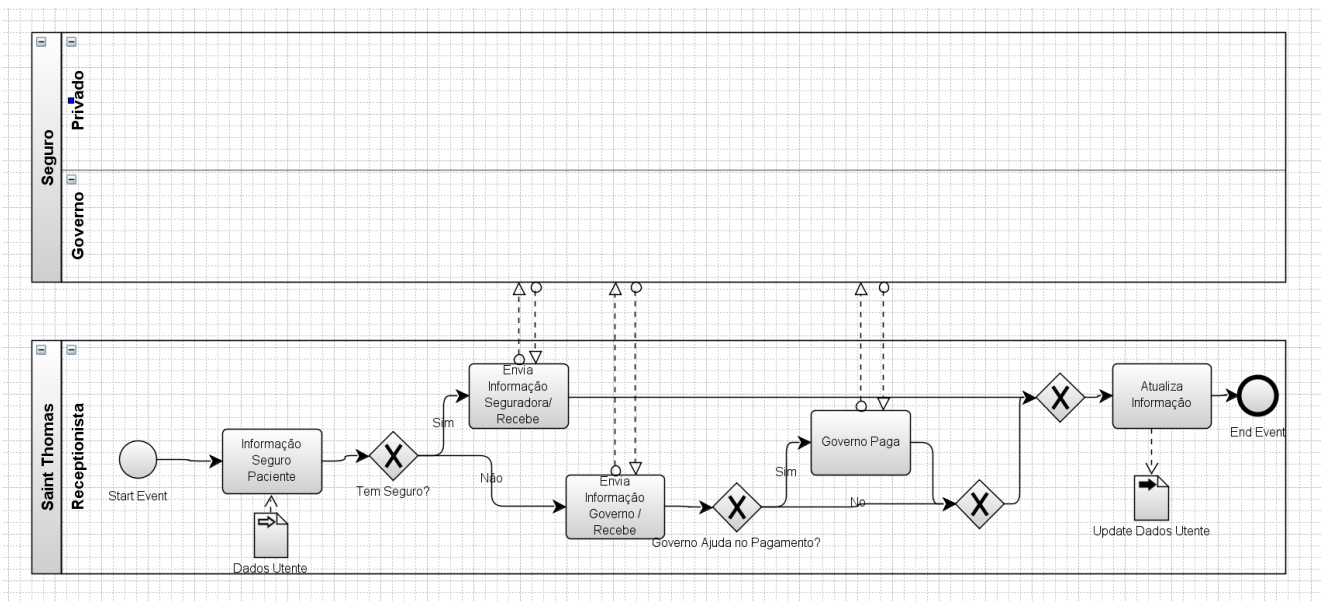 Seguro
Privado
Governo
Saint Thomas
Receptionista
Start Event
Informação
Seguro
Paciente
Dados Utente
Tem Seguro?
Sim
Não
Envia
Informação
Seguradora/
Recebe
Envia
Informação
Governo /
Recebe
Governo Ajuda no Pagamento?
Sim
No
Governo Paga
Atualiza
Informação
Update Dados Utente
End Event